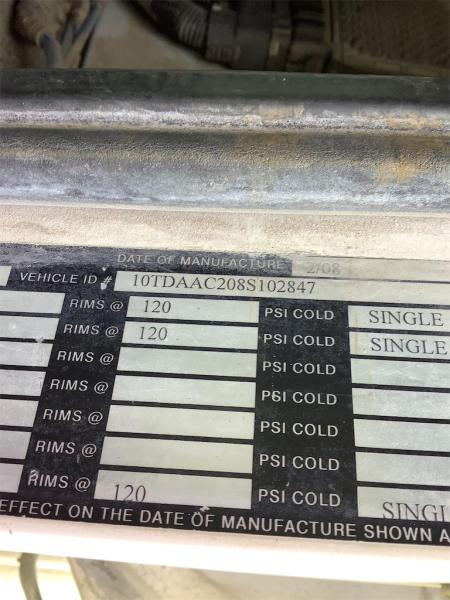 DATE OF MANUFACTURE 2/08
VEHICLE ID # 10TDAAC208S102847
RIMS @ 120 PSI COLD SINGLE
RIMS @ 120 PSI COLD SINGLE
RIMS @ PSI COLD
RIMS @ PSI COLD
RIMS @ PSI COLD
RIMS @ PSI COLD
RIMS @ 120 PSI COLD SINGL
EFFECT ON THE DATE OF MANUFACTURE SHOWN A